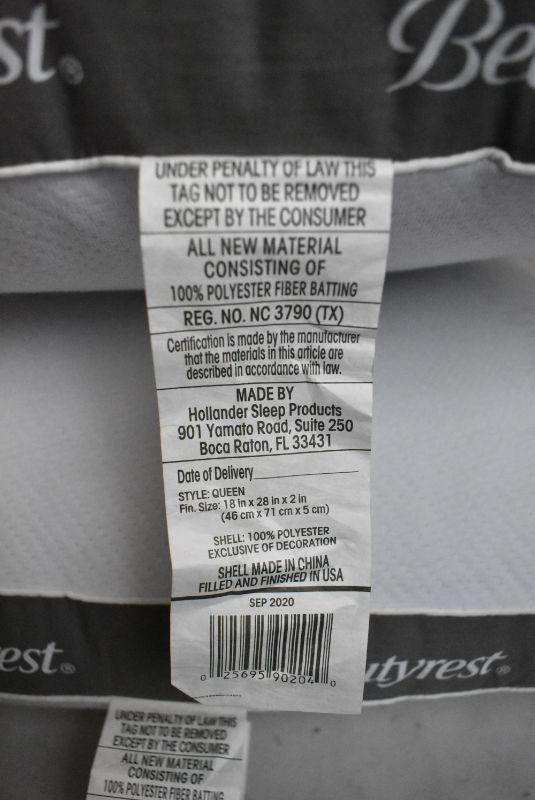 st®
Be
UNDER PENALTY OF LAW THIS
TAG NOT TO BE REMOVED
EXCEPT BY THE CONSUMER
ALL NEW MATERIAL
CONSISTING OF
100% POLYESTER FIBER BATTING
REG. NO. NC 3790 (TX)
Certification is made by the manufacturer
that the materials in this article are
described in accordance with law.
MADE BY
Hollander Sleep Products
901 Yamato Road, Suite 250
Boca Raton, FL 33431
Date of Delivery
STYLE: QUEEN
Fin. Size: 18 in x 28 in x 2 in
(46 cm x 71 cm x 5 cm)
SHELL: 100% POLYESTER
EXCLUSIVE OF DECORATION
SHELL MADE IN CHINA
FILLED AND FINISHED IN USA
SEP 2020
0 25695 90204 0
est®
tyrest®
UNDER PENALTY OF LAW THIS
TAG NOT TO BE REMOVED
EXCEPT BY THE CONSUMER
ALL NEW MATERIAL
CONSISTING OF
100% POLYESTER FIBER BATTING